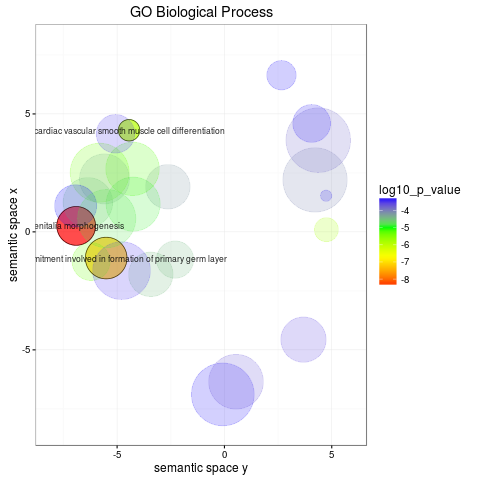 GO Biological Process
5
0
-5
-5
0
5
semantic space x
semantic space y
cardiac vascular smooth muscle cell differentiation
enitalia morphogenesis
nitment involved in formation of primary germ layer
log10_p_value
-4
-5
-6
-7
-8